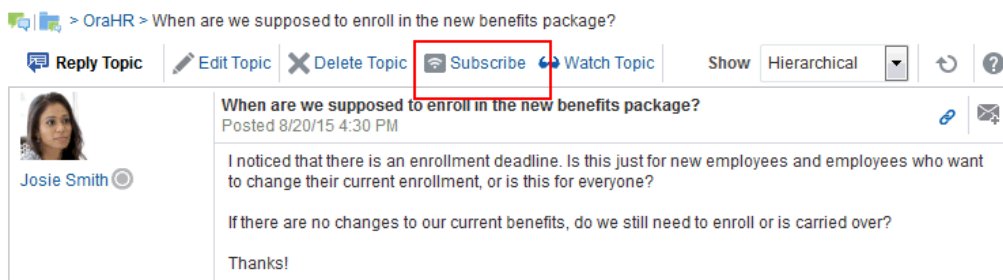 > OraHR > When are we supposed to enroll in the new benefits package?
Reply Topic Edit Topic Delete Topic Subscribe Watch Topic Show Hierarchical
When are we supposed to enroll in the new benefits package?
Posted 8/20/15 4:30 PM
Josie Smith
I noticed that there is an enrollment deadline. Is this just for new employees and employees who want
to change their current enrollment, or is this for everyone?
If there are no changes to our current benefits, do we still need to enroll or is carried over?
Thanks!